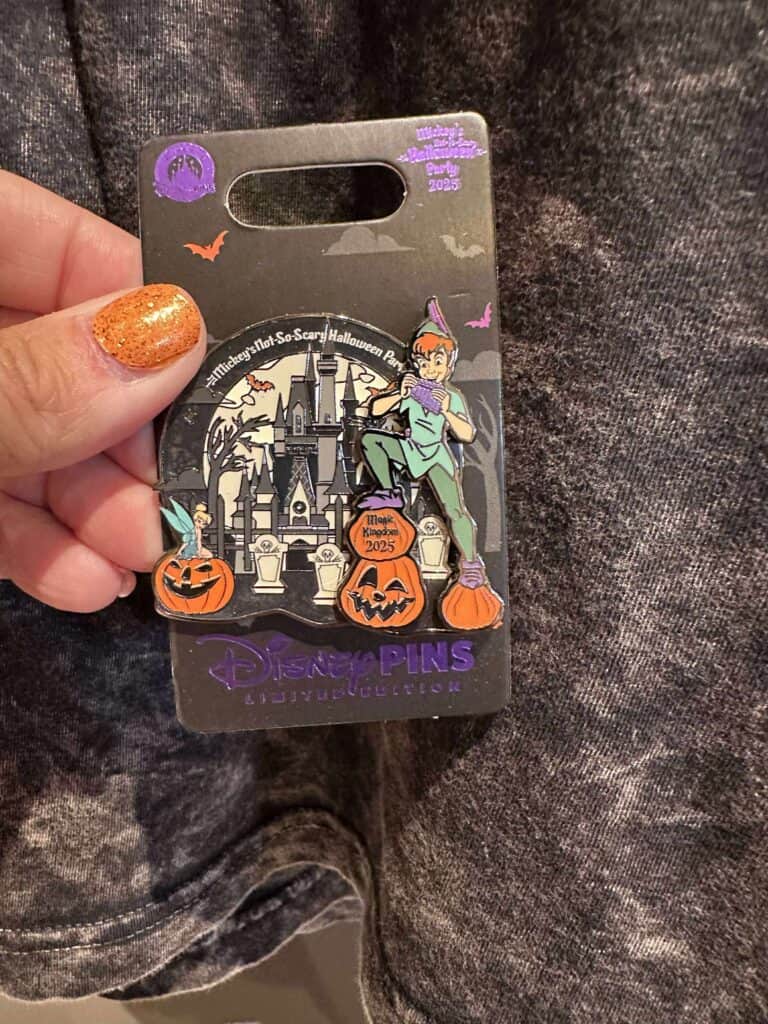 Mickey's
Not-So-Scary
Halloween
Party
2025
Mickey's Not-So-Scary Halloween Par
Magic
Kingdom
2025
Disney PINS
LIMITED EDITION